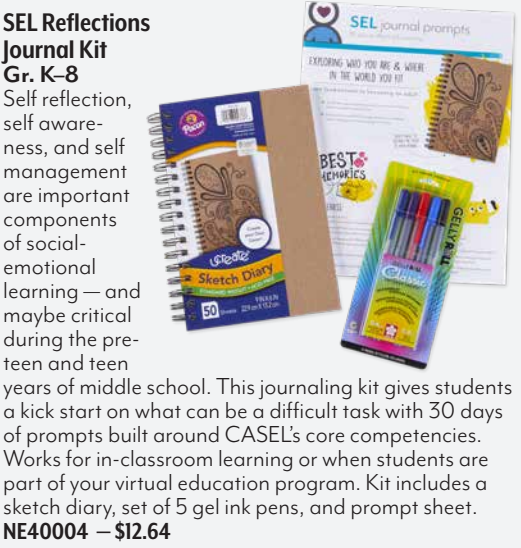 SEL Reflections
Journal Kit
Gr. K–8
Self reflection,
self aware-
ness, and self
management
are important
components
of social-
emotional
learning — and
maybe critical
during the pre-
teen and teen
years of middle school. This journaling kit gives students
a kick start on what can be a difficult task with 30 days
of prompts built around CASEL's core competencies.
Works for in-classroom learning or when students are
part of your virtual education program. Kit includes a
sketch diary, set of 5 gel ink pens, and prompt sheet.
NE40004 — $12.64
SEL journal prompts
EXPLORING WHO YOU ARE & WHERE
IN THE WORLD YOU FIT
BEST
MEMORIES
Pacon
Create
your Own
Cover!
UCreate
Sketch Diary
50 Sheets
GELLY ROLL
Classic